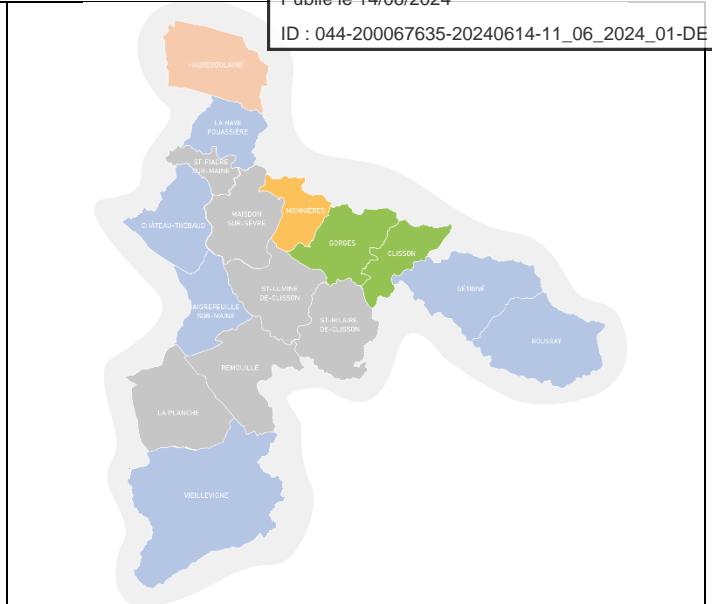 Publié le 14/06/2024
ID : 044-200067635-20240614-11_06_2024_01-DE
HAUTEGOULAINE
LA HAYE
FOUASSIÈRE
ST-FIACRE
SUR-MAINE
MONNIÈRES
MAISDON
SUR-SÈVRE
CHÂTEAU-THÉBAUD
GORGES
CLISSON
GÉTIGNÉ
ST-LUMINE
DE-CLISSON
AIGREFEUILLE
SUR-MAINE
ST-HILAIRE
DE-CLISSON
BOUSSAY
REMOUILLÉ
LA PLANCHE
VIEILLEVIGNE